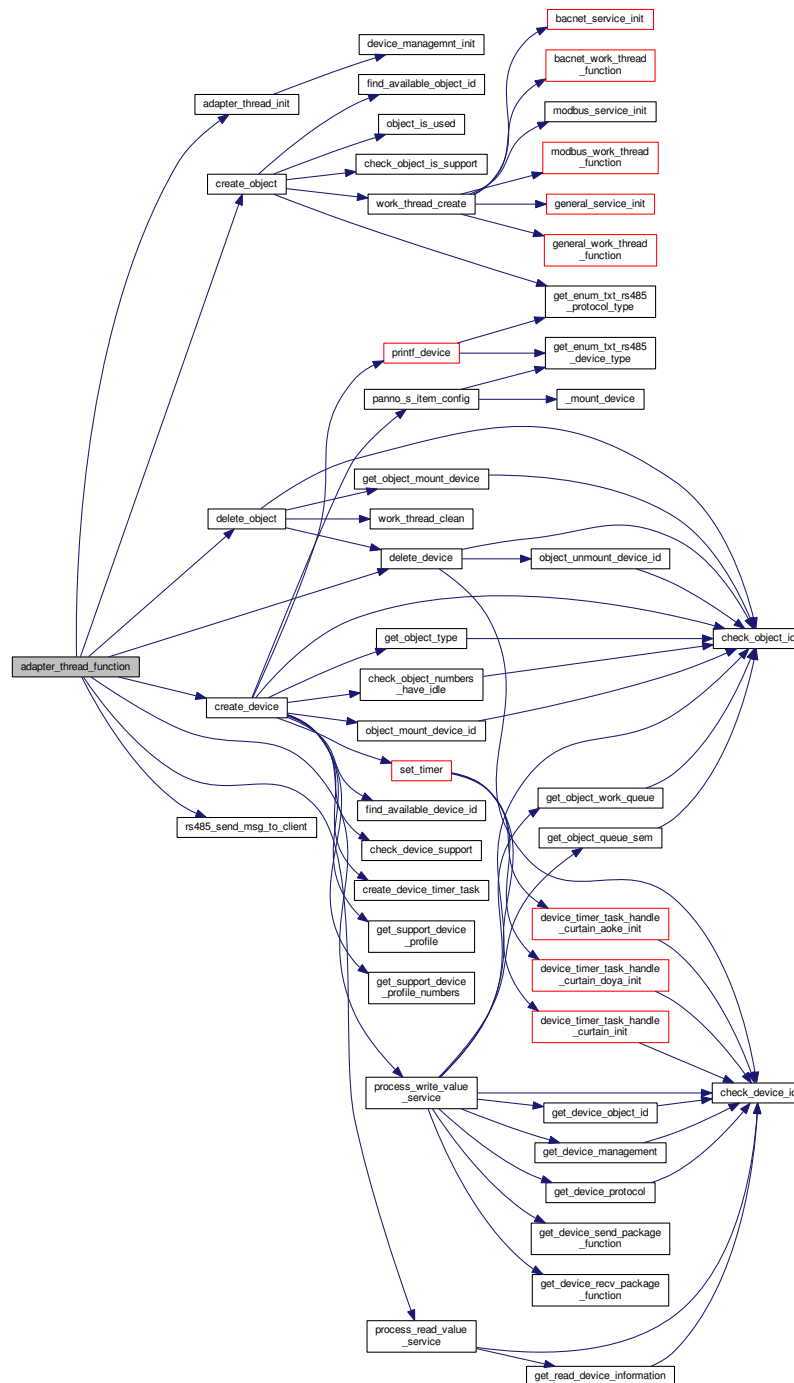 bacnet_service_init
device_managemnt_init
bacnet_work_thread
_function
find_available_object_id
adapter_thread_init
modbus_service_init
object_is_used
modbus_work_thread
_function
check_object_is_support
create_object
work_thread_create
general_service_init
general_work_thread
_function
get_enum_txt_rs485
_protocol_type
printf_device
get_enum_txt_rs485
_device_type
panno_s_item_config
_mount_device
get_object_mount_device
delete_object
work_thread_clean
delete_device
object_unmount_device_id
get_object_type
check_object_id
adapter_thread_function
check_object_numbers
_have_idle
create_device
object_mount_device_id
set_timer
get_object_work_queue
find_available_device_id
rs485_send_msg_to_client
get_object_queue_sem
check_device_support
create_device_timer_task
device_timer_task_handle
_curtain_aoke_init
get_support_device
_profile
device_timer_task_handle
_curtain_doya_init
get_support_device
_profile_numbers
device_timer_task_handle
_curtain_init
process_write_value
_service
check_device_id
get_device_object_id
get_device_management
get_device_protocol
get_device_send_package
_function
get_device_recv_package
_function
process_read_value
_service
get_read_device_information